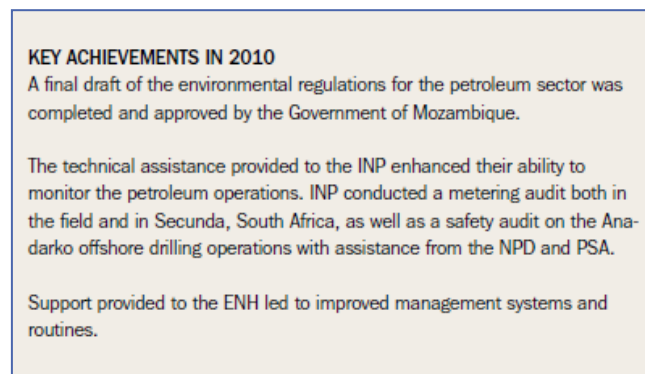 KEY ACHIEVEMENTS IN 2010
A final draft of the environmental regulations for the petroleum sector was
completed and approved by the Government of Mozambique.
The technical assistance provided to the INP enhanced their ability to
monitor the petroleum operations. INP conducted a metering audit both in
the field and in Secunda, South Africa, as well as a safety audit on the Ana-
darko offshore drilling operations with assistance from the NPD and PSA.
Support provided to the ENH led to improved management systems and
routines.